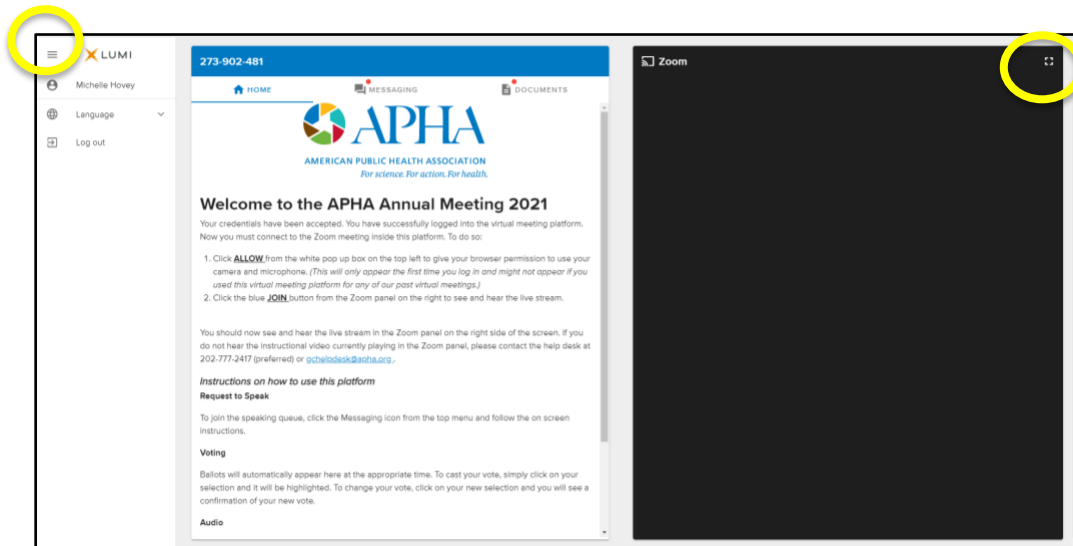 LUMI
Michelle Hovey
Language
Log out
273-902-481
HOME
MESSAGING
DOCUMENTS
APHA
AMERICAN PUBLIC HEALTH ASSOCIATION
For science. For action. For health.
Welcome to the APHA Annual Meeting 2021
Your credentials have been accepted. You have successfully logged into the virtual meeting platform.
Now you must connect to the Zoom meeting inside this platform. To do so:
1. Click ALLOW from the white pop up box on the top left to give your browser permission to use your
camera and microphone. (This will only appear the first time you log in and might not appear if you
used this virtual meeting platform for any of our past virtual meetings.)
2. Click the blue JOIN button from the Zoom panel on the right to see and hear the live stream.
You should now see and hear the live stream in the Zoom panel on the right side of the screen. If you
do not hear the instructional video currently playing in the Zoom panel, please contact the help desk at
202-777-2417 (preferred) or gchelpdesk@apha.org .
Instructions on how to use this platform
Request to Speak
To join the speaking queue, click the Messaging icon from the top menu and follow the on screen
instructions.
Voting
Ballots will automatically appear here at the appropriate time. To cast your vote, simply click on your
selection and it will be highlighted. To change your vote, click on your new selection and you will see a
confirmation of your new vote.
Audio
Zoom